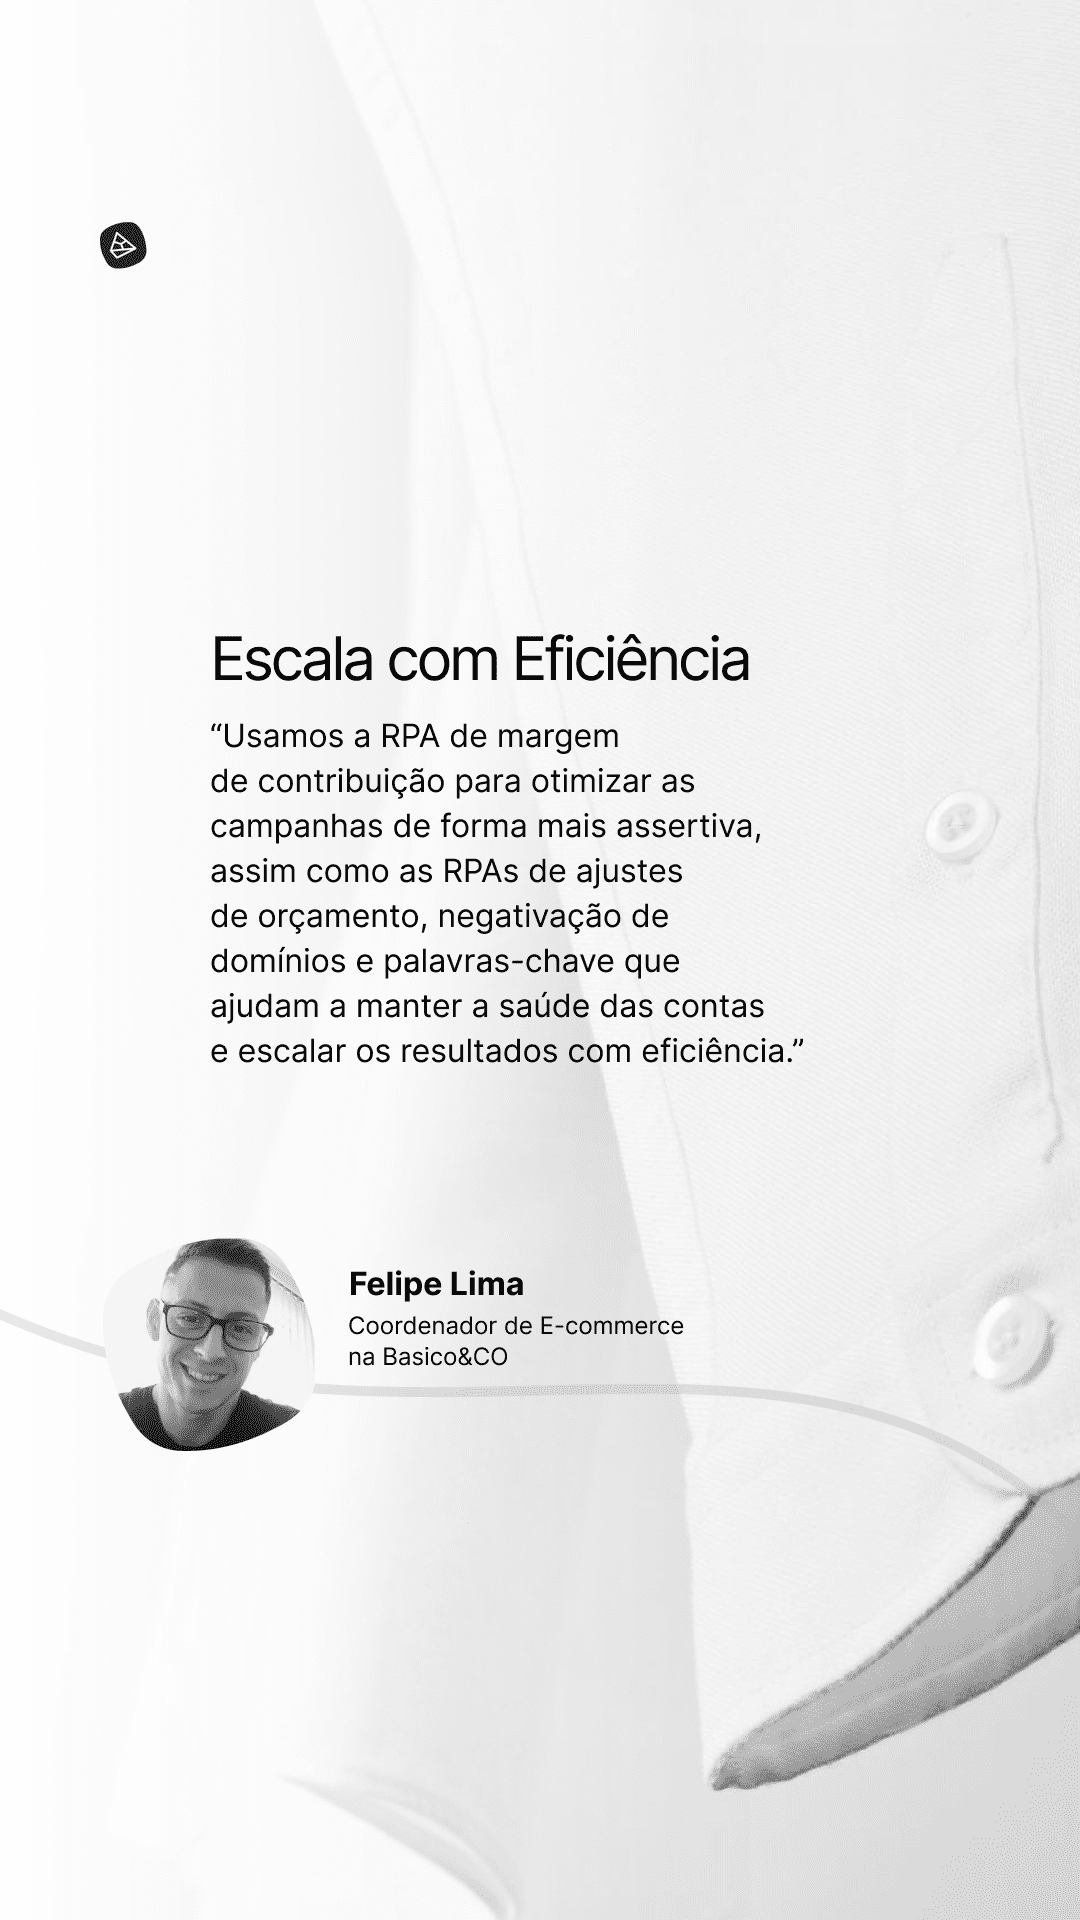 Escala com Eficiência
“Usamos a RPA de margem
de contribuição para otimizar as
campanhas de forma mais assertiva,
assim como as RPAs de ajustes
de orçamento, negativação de
domínios e palavras-chave que
ajudam a manter a saúde das contas
e escalar os resultados com eficiência.”
Felipe Lima
Coordenador de E-commerce
na Basico&CO